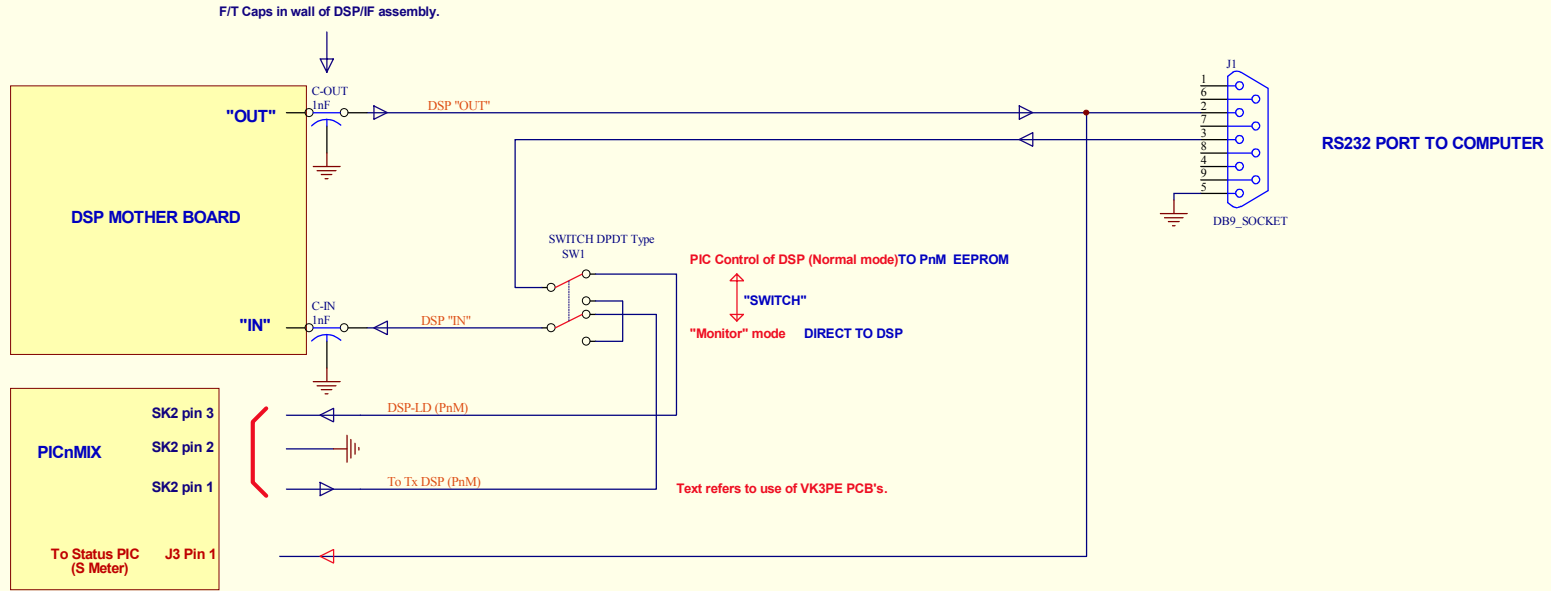 F/T Caps in wall of DSP/IF assembly.
C-OUT
1nF
"OUT"
DSP "OUT"
J1
1
6
2
7
3
8
4
9
5
DB9_SOCKET
RS232 PORT TO COMPUTER
DSP MOTHER BOARD
SWITCH DPDT Type
SW1
PIC Control of DSP (Normal mode) TO PnM EEPROM
"SWITCH"
"Monitor" mode DIRECT TO DSP
C-IN
1nF
"IN"
DSP "IN"
PICnMIX
SK2 pin 3
DSP-LD (PnM)
SK2 pin 2
SK2 pin 1
To Tx DSP (PnM)
Text refers to use of VK3PE PCB's.
To Status PIC J3 Pin 1
(S Meter)